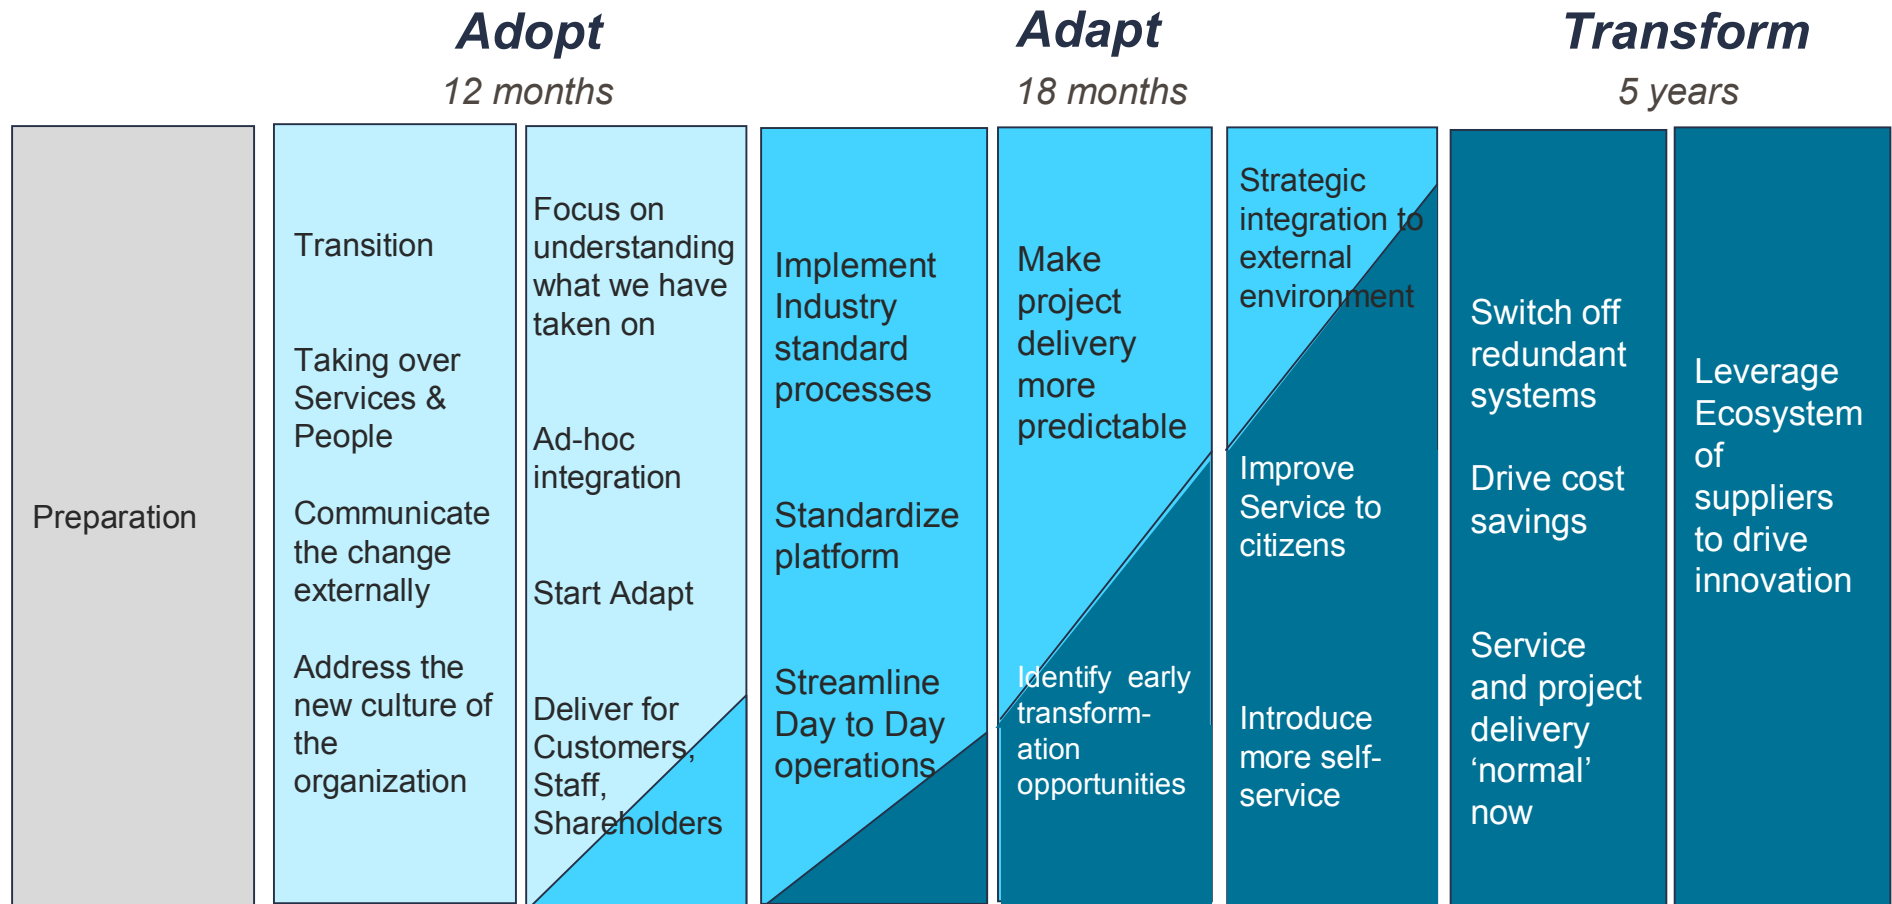 Adopt
12 months
Adapt
18 months
Transform
5 years
Preparation
Transition
Taking over
Services &
People
Communicate
the change
externally
Address the
new culture of
the
organization
Focus on
understanding
what we have
taken on
Ad-hoc
integration
Start Adapt
Deliver for
Customers,
Staff,
Shareholders
Implement
Industry
standard
processes
Standardize
platform
Streamline
Day to Day
operations
Make
project
delivery
more
predictable
Identify  early
transform-
ation
opportunities
Strategic
integration to
external
environment
Improve
Service to
citizens
Introduce
more self-
service
Switch off
redundant
systems
Drive cost
savings
Service
and project
delivery
‘normal’
now
Leverage
Ecosystem
of
suppliers
to drive
innovation